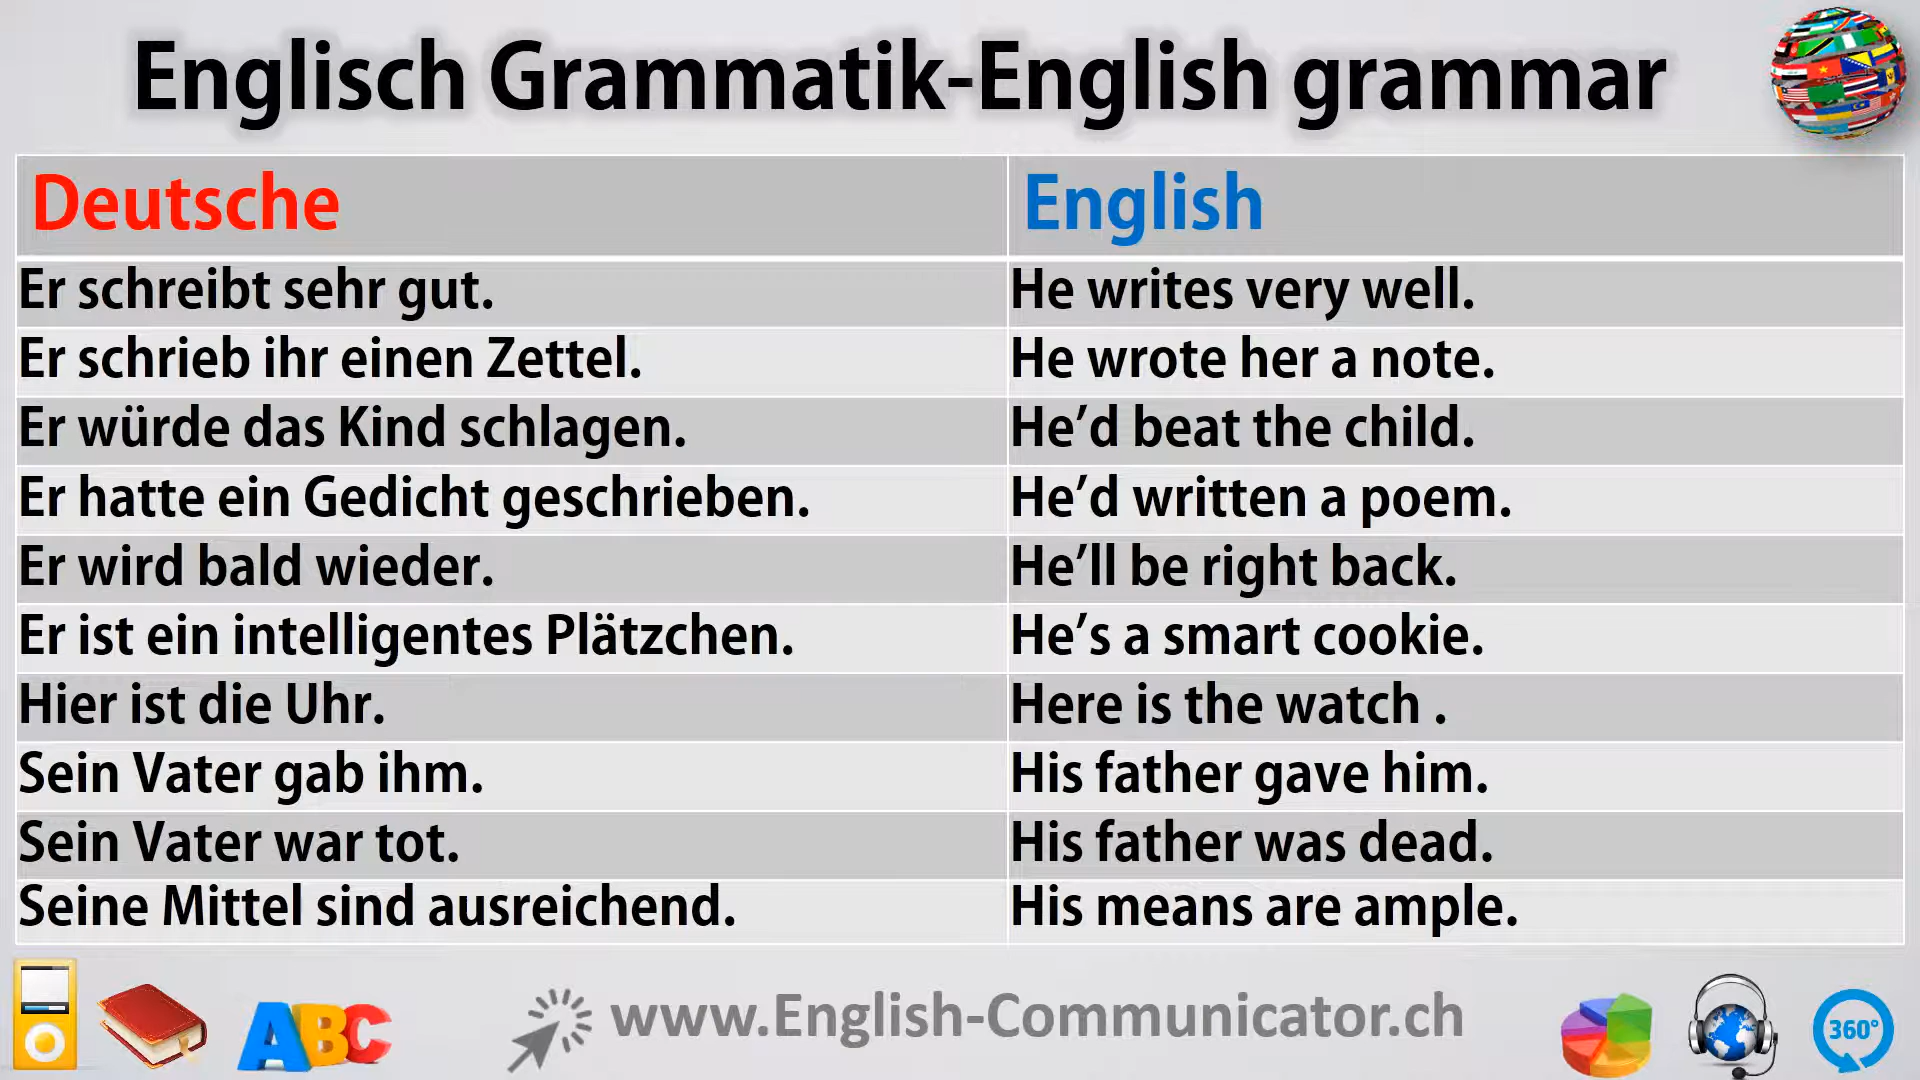 Englisch Grammatik-English grammar
Deutsche English
Er schreibt sehr gut. He writes very well.
Er schrieb ihr einen Zettel. He wrote her a note.
Er würde das Kind schlagen. He’d beat the child.
Er hatte ein Gedicht geschrieben. He’d written a poem.
Er wird bald wieder. He’ll be right back.
Er ist ein intelligentes Plätzchen. He’s a smart cookie.
Hier ist die Uhr. Here is the watch .
Sein Vater gab ihm. His father gave him.
Sein Vater war tot. His father was dead.
Seine Mittel sind ausreichend. His means are ample.
ABC www.English-Communicator.ch 360°